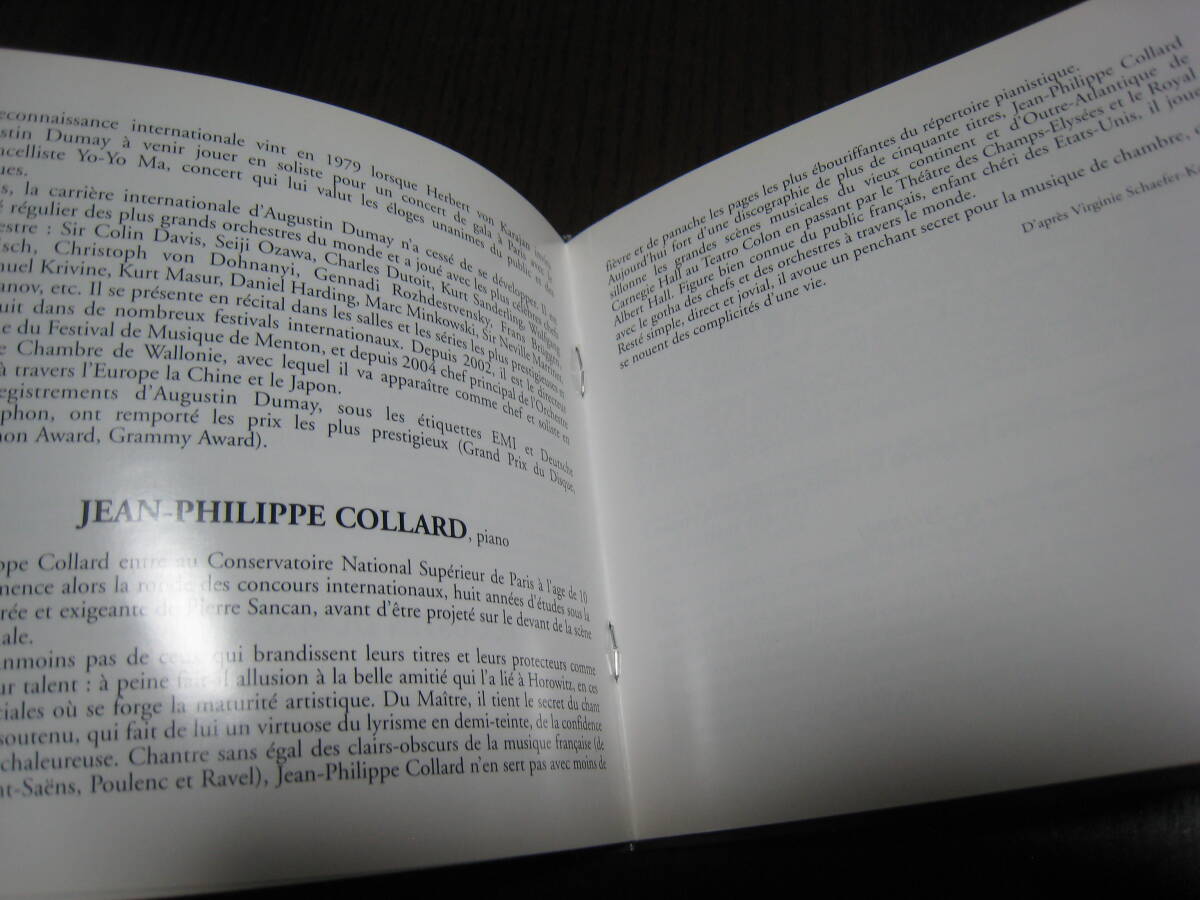 econnaissance internationale vint en 1979 lorsque Herbert von Karajan
stin Dumay à venir jouer en soliste pour un concert de gala à Paris avec
ncelliste Yo-Yo Ma, concert qui lui valut les éloges unanimes du public et des
ues.
s, la carrière internationale d'Augustin Dumay n'a cessé de se développer. Il est
é régulier des plus grands orchestres du monde et a joué avec les plus célèbres chefs
estre : Sir Colin Davis, Seiji Ozawa, Charles Dutoit, Kurt Sanderling, Wolfgang
isch, Christoph von Dohnanyi, Gennadi Rozhdestvensky, Frans Brüggen,
nuel Krivine, Kurt Masur, Daniel Harding, Marc Minkowski, Sir Neville Marriner,
anov, etc. Il se présente en récital dans les salles et les séries les plus prestigieuses et
uit dans de nombreux festivals internationaux. Depuis 2002, il est le directeur
e du Festival de Musique de Menton, et depuis 2004 chef principal de l'Orchestre
e Chambre de Wallonie, avec lequel il va apparaître comme chef et soliste en
à travers l'Europe la Chine et le Japon.
egistrements d'Augustin Dumay, sous les étiquettes EMI et Deutsche
phon, ont remporté les prix les plus prestigieux (Grand Prix du Disque,
on Award, Grammy Award).
JEAN-PHILIPPE COLLARD, piano
ppe Collard entre au Conservatoire National Supérieur de Paris à l'age de 10
mence alors la ronde des concours internationaux, huit années d'études sous la
rée et exigeante de Pierre Sancan, avant d'être projeté sur le devant de la scène
ale.
anmoins pas de ceux qui brandissent leurs titres et leurs protecteurs comme
ur talent : à peine fait-il allusion à la belle amitié qui l'a lié à Horowitz, en ces
ciales où se forge la maturité artistique. Du Maître, il tient le secret du chant
soutenu, qui fait de lui un virtuose du lyrisme en demi-teinte, de la confidence
chaleureuse. Chantre sans égal des clairs-obscurs de la musique française (de
nt-Saëns, Poulenc et Ravel), Jean-Philippe Collard n'en sert pas avec moins de
fièvre et de panache les pages les plus ébouriffantes du répertoire pianistique.
Aujourd'hui fort d'une discographie de plus de cinquante titres, Jean-Philippe Collard
sillonne les grandes scènes musicales du vieux continent et d'Outre-Atlantique de
Carnegie Hall au Teatro Colon en passant par le Théâtre des Champs-Elysées et le Royal
Albert Hall. Figure bien connue du public français, enfant chéri des Etats-Unis, il joue
avec le gotha des chefs et des orchestres à travers le monde.
Resté simple, direct et jovial, il avoue un penchant secret pour la musique de chambre,
se nouent des complicités d'une vie.
D'après Virginie Schaefer-K